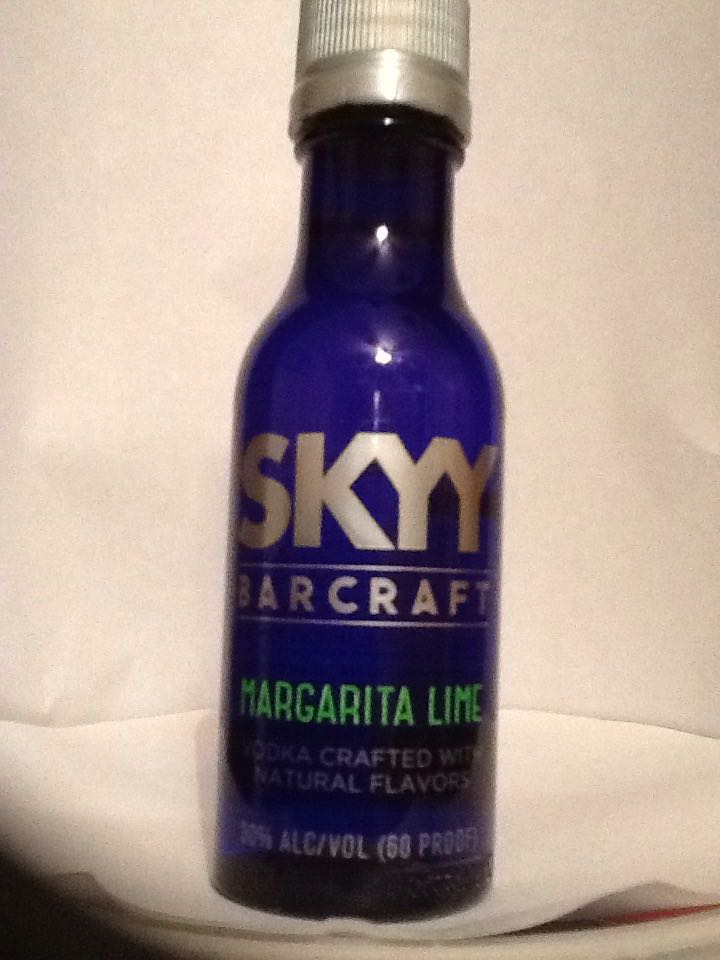 SKYY
BARCRAFT
MARGARITA LIME
VODKA CRAFTED WITH
NATURAL FLAVORS
30% ALC/VOL (60 PROOF)